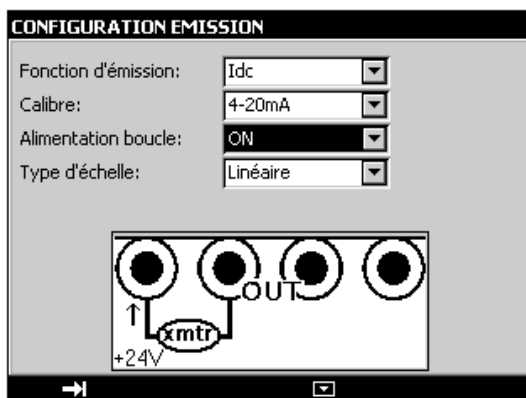 CONFIGURATION EMISSION
Fonction d'émission: Idc
Calibre: 4-20mA
Alimentation boucle: ON
Type d'échelle: Linéaire
OUT
xmtr
+24V